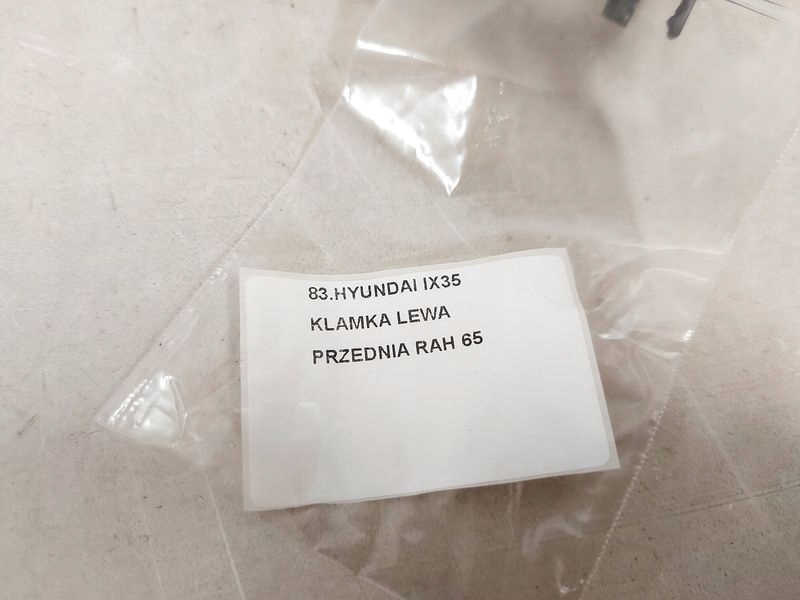 83.HYUNDAI IX35
KLAMKA LEWA
PRZEDNIA RAH 65